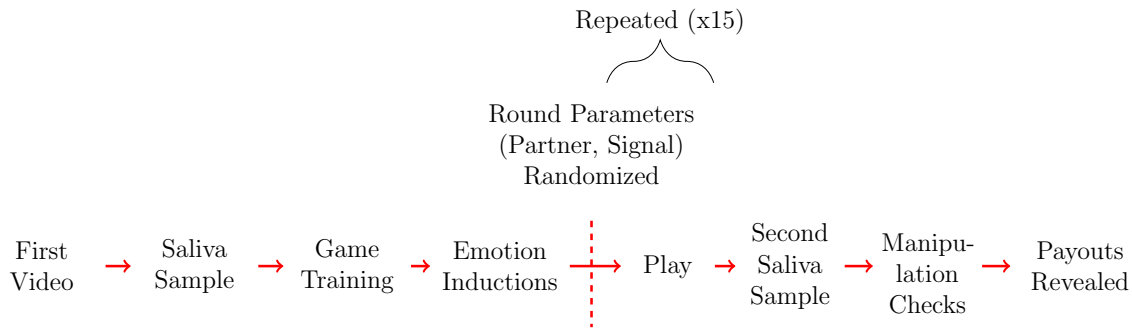 Repeated (x15)
Round Parameters
(Partner, Signal)
Randomized
First
Video
Saliva
Sample
Game
Training
Emotion
Inductions
Play
Second
Saliva
Sample
Manipu-
lation
Checks
Payouts
Revealed